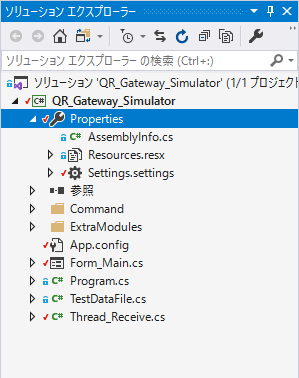 ソリューション エクスプローラー
ソリューション エクスプローラー の検索 (Ctrl+:)
ソリューション 'QR_Gateway_Simulator' (1/1 プロジェクト
C# QR_Gateway_Simulator
Properties
C# AssemblyInfo.cs
Resources.resx
Settings.settings
参照
Command
ExtraModules
App.config
Form_Main.cs
C# Program.cs
C# TestDataFile.cs
C# Thread_Receive.cs